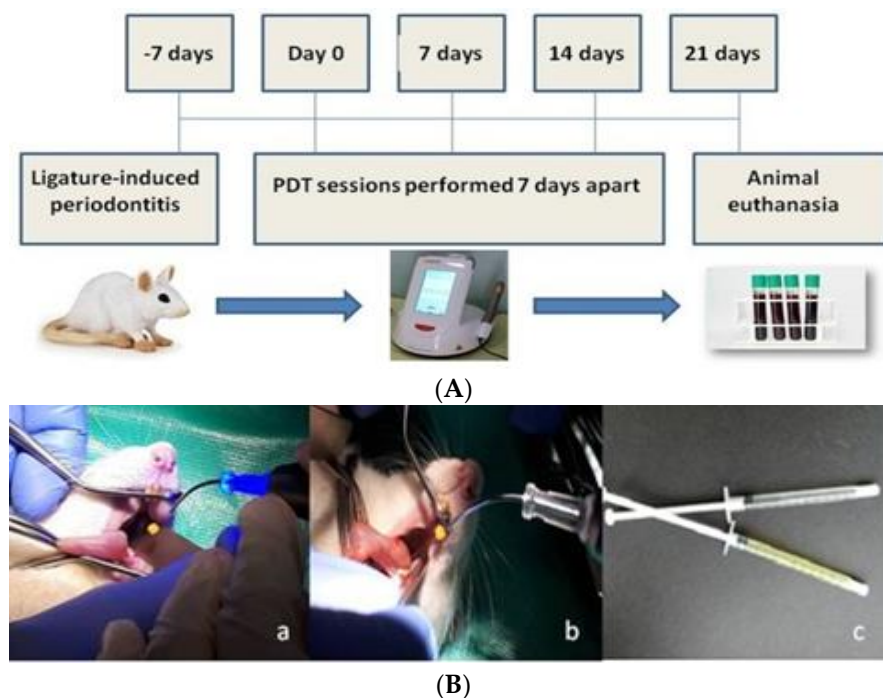 -7 days
Day 0
7 days
14 days
21 days
Ligature-induced
periodontitis
PDT sessions performed 7 days apart
Animal
euthanasia
(A)
a
b
c
(B)